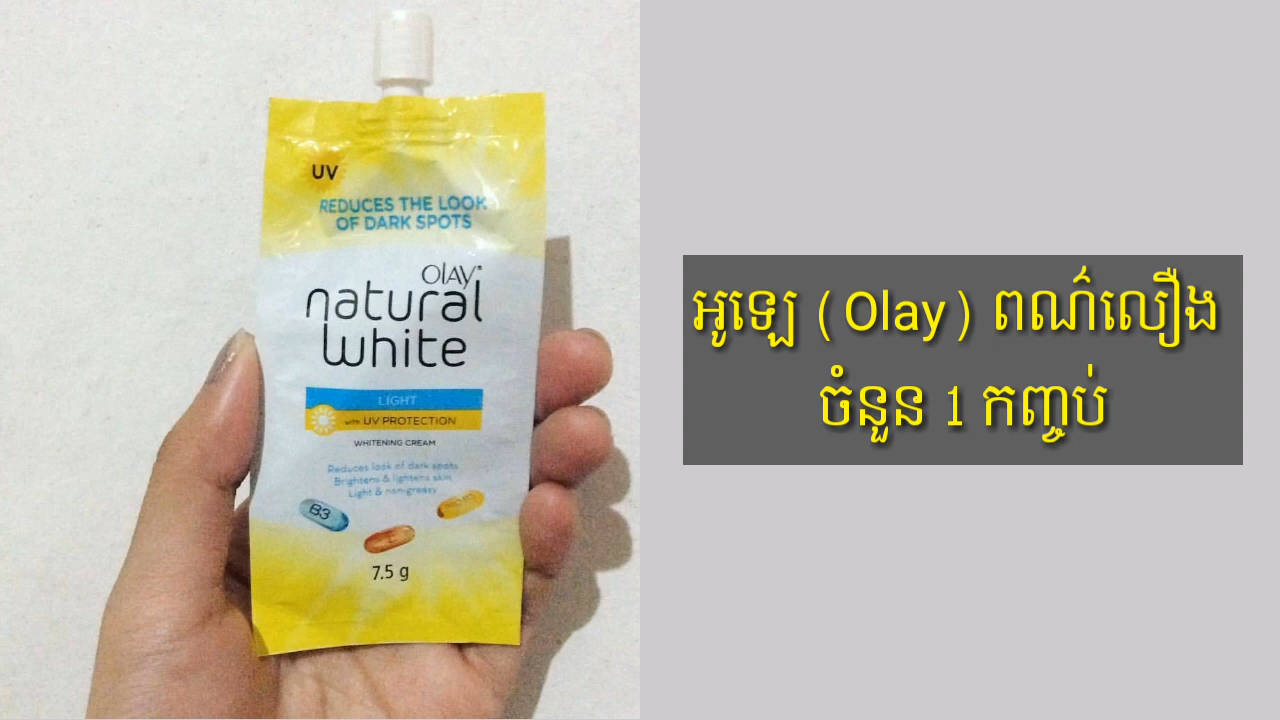 UV
REDUCES THE LOOK
OF DARK SPOTS
OLAY
natural
white
LIGHT
with UV PROTECTION
WHITENING CREAM
Reduces look of dark spots
Brightens & lightens skin
Light & non-greasy
B3
7.5 g
អូឡេ ( Olay ) ពណ៌លឿង
ចំនួន 1 កញ្ចប់